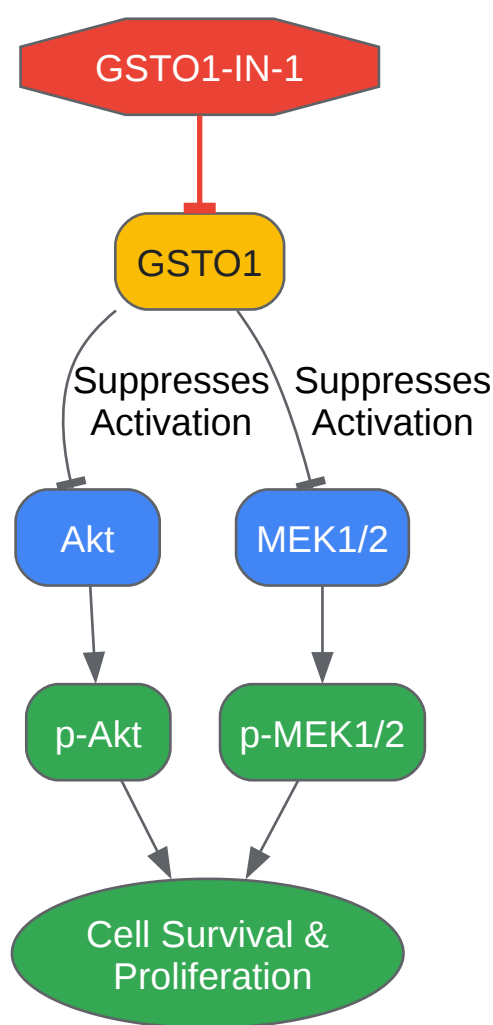 GSTO1-IN-1
GSTO1
Suppresses
Activation
Suppresses
Activation
Akt
MEK1/2
p-Akt
p-MEK1/2
Cell Survival &
Proliferation